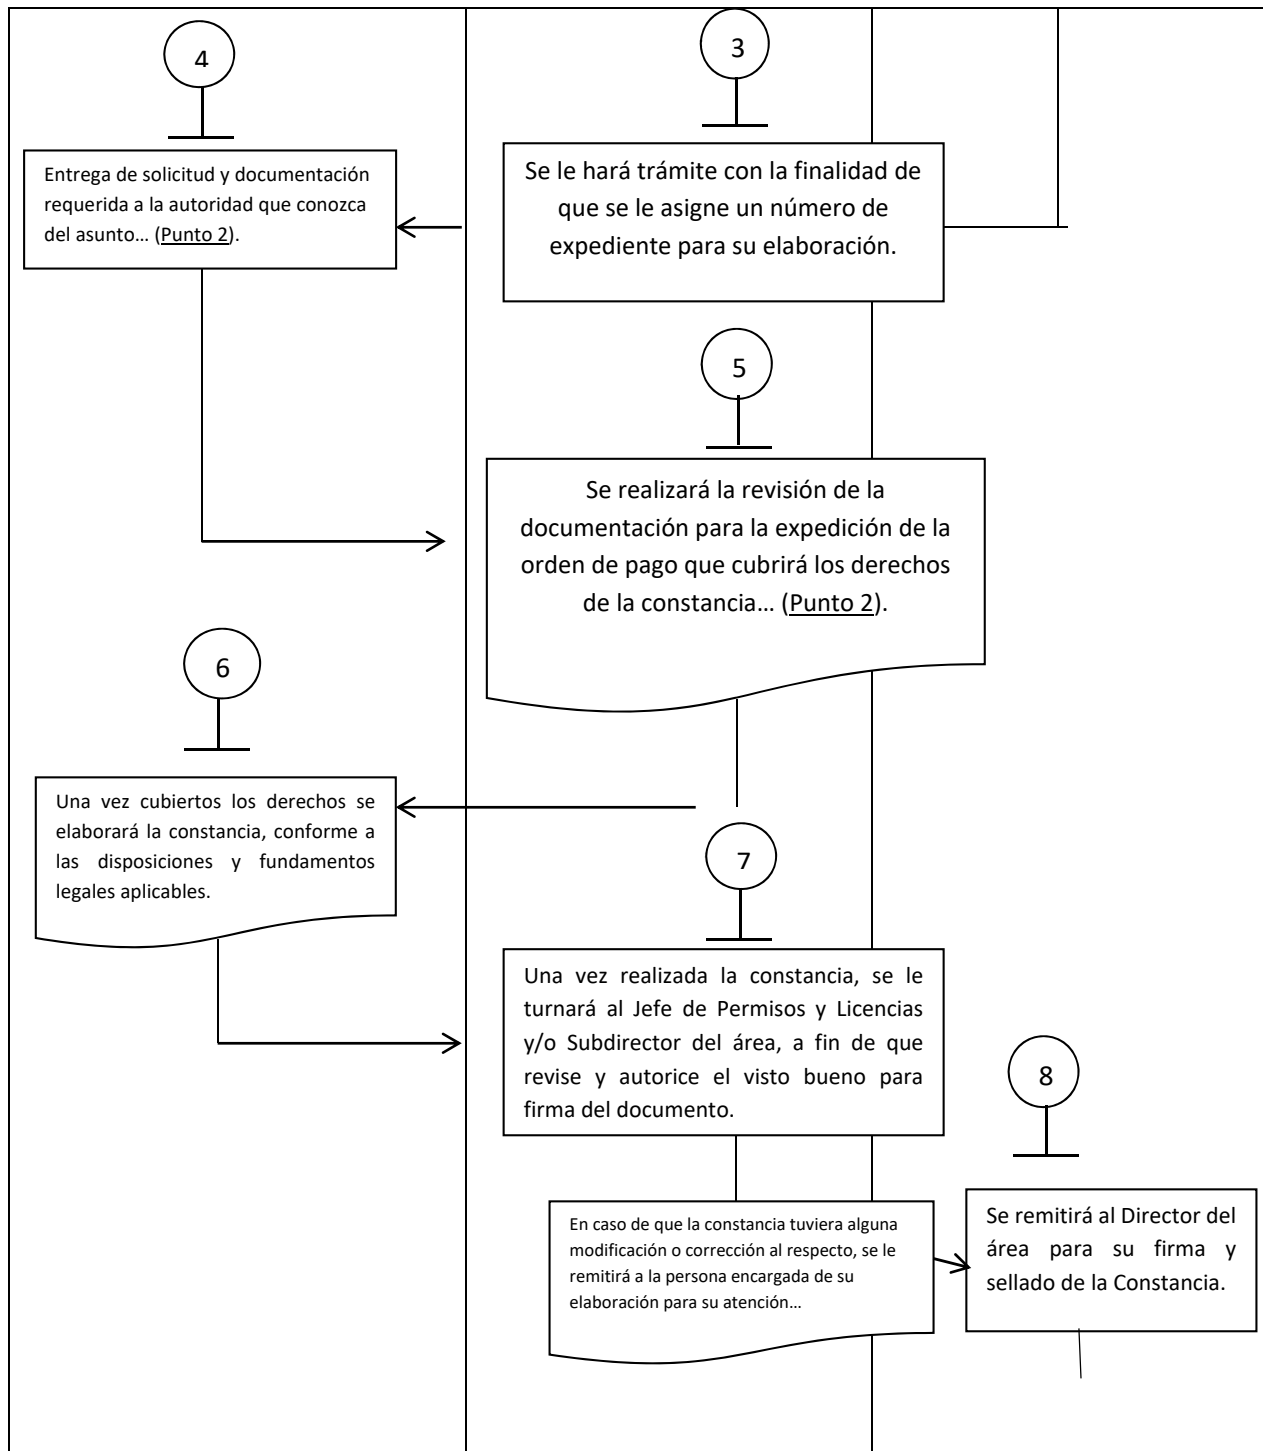 3
Se le hará trámite con la finalidad de
que se le asigne un número de
expediente para su elaboración.
4
Entrega de solicitud y documentación
requerida a la autoridad que conozca
del asunto... (Punto 2).
5
Se realizará la revisión de la
documentación para la expedición de la
orden de pago que cubrirá los derechos
de la constancia... (Punto 2).
6
Una vez cubiertos los derechos se
elaborará la constancia, conforme a
las disposiciones y fundamentos
legales aplicables.
7
Una vez realizada la constancia, se le
turnará al Jefe de Permisos y Licencias
y/o Subdirector del área, a fin de que
revise y autorice el visto bueno para
firma del documento.
En caso de que la constancia tuviera alguna
modificación o corrección al respecto, se le
remitirá a la persona encargada de su
elaboración para su atención...
8
Se remitirá al Director del
área para su firma y
sellado de la Constancia.